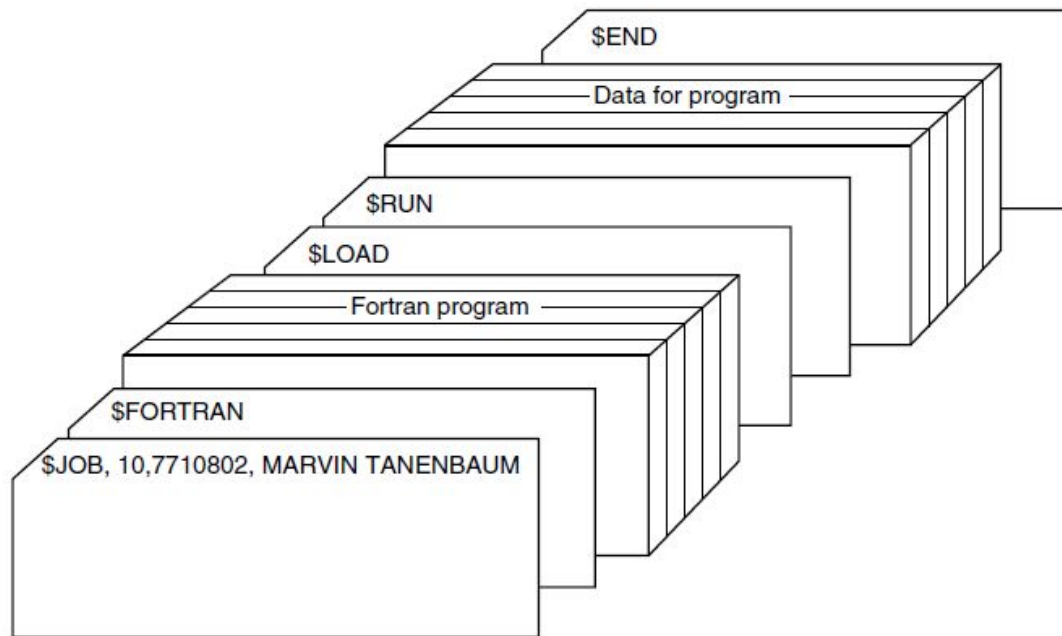 $END
Data for program
$RUN
$LOAD
Fortran program
$FORTRAN
$JOB, 10,7710802, MARVIN TANENBAUM